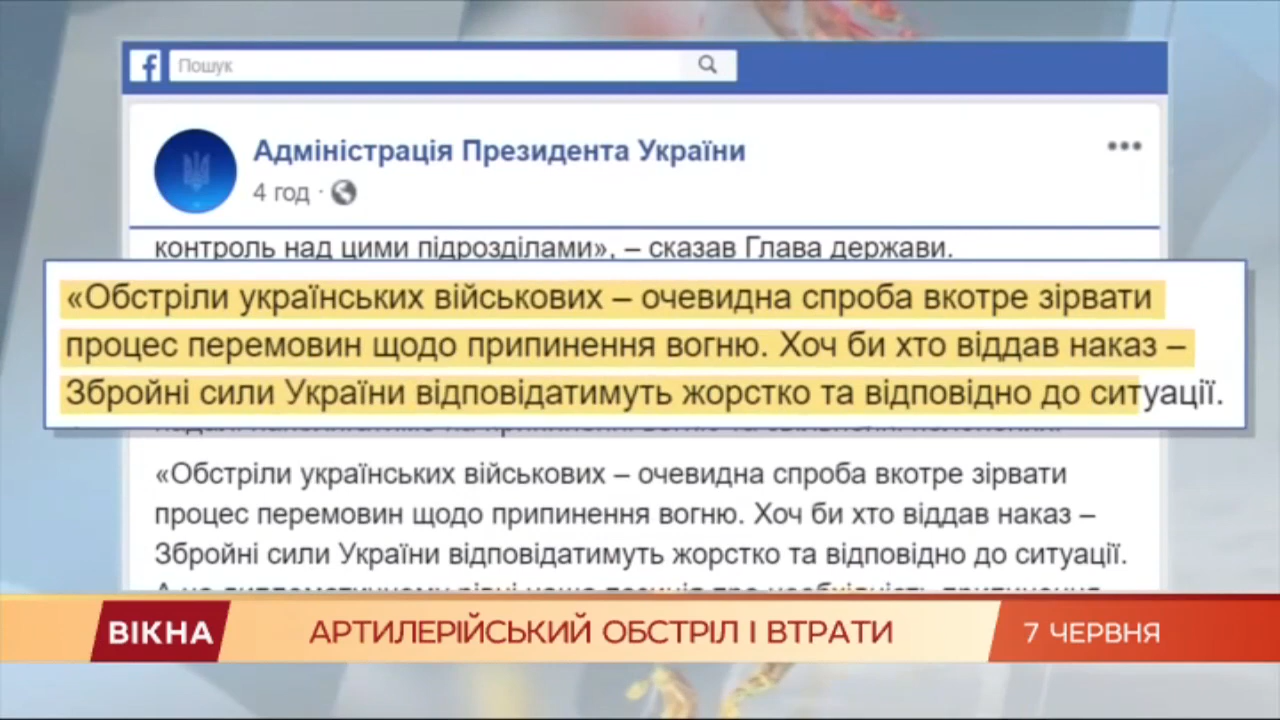 Пошук
Адміністрація Президента України
4 год ·
контроль над цими підрозділами», – сказав Глава держави.
«Обстріли українських військових – очевидна спроба вкотре зірвати
процес перемовин щодо припинення вогню. Хоч би хто віддав наказ –
Збройні сили України відповідатимуть жорстко та відповідно до ситуації.
«Обстріли українських військових – очевидна спроба вкотре зірвати
процес перемовин щодо припинення вогню. Хоч би хто віддав наказ –
Збройні сили України відповідатимуть жорстко та відповідно до ситуації.
ВІКНА
АРТИЛЕРІЙСЬКИЙ ОБСТРІЛ І ВТРАТИ
7 ЧЕРВНЯ